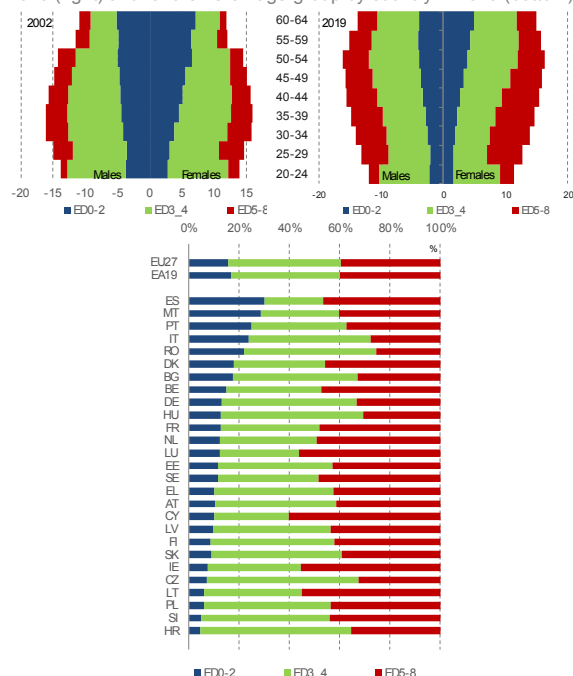 2002
2019
60-64
55-59
50-54
45-49
40-44
35-39
30-34
25-29
20-24
Males
Females
Males
Females
-20 -15 -10 -5 0 5 10 15
-20 -10 0 10 20
ED0-2 ED3_4 ED5-8
ED0-2 ED3_4 ED5-8
0% 20% 40% 60% 80% 100%
%
EU27
EA19
ES
MT
PT
IT
RO
DK
BG
BE
DE
HU
FR
NL
LU
EE
SE
EL
AT
CY
LV
FI
SK
IE
CZ
LT
PL
SI
HR
ED0-2 ED3_4 ED5-8